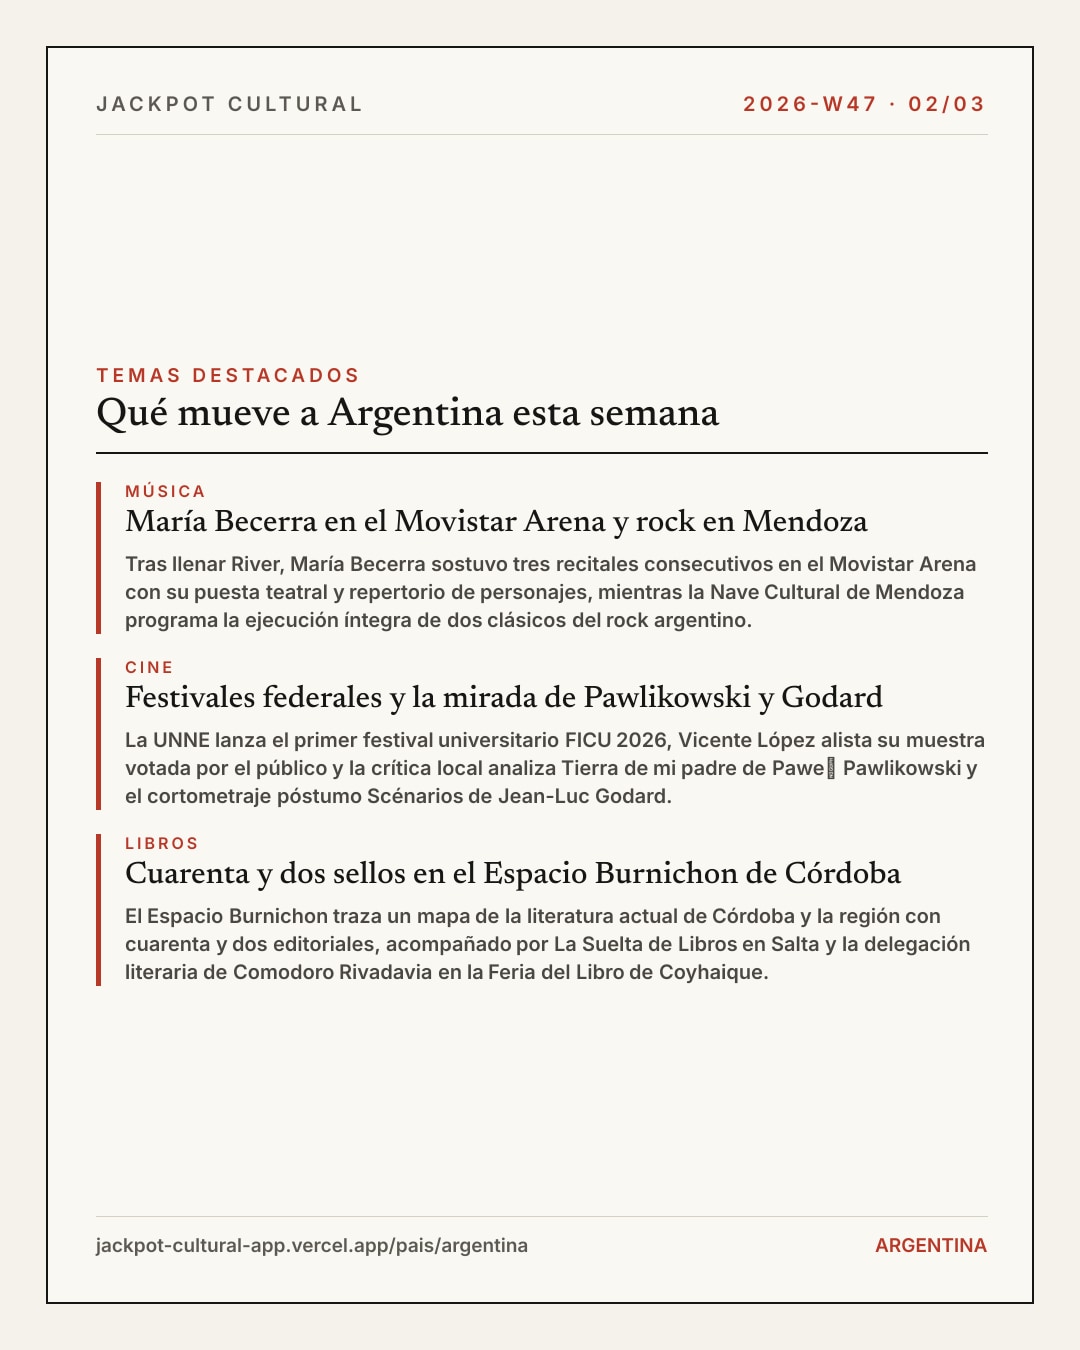 JACKPOT CULTURAL
2026-W47 · 02/03
TEMAS DESTACADOS
Qué mueve a Argentina esta semana
MÚSICA
María Becerra en el Movistar Arena y rock en Mendoza
Tras llenar River, María Becerra sostuvo tres recitales consecutivos en el Movistar Arena
con su puesta teatral y repertorio de personajes, mientras la Nave Cultural de Mendoza
programa la ejecución íntegra de dos clásicos del rock argentino.
CINE
Festivales federales y la mirada de Pawlikowski y Godard
La UNNE lanza el primer festival universitario FICU 2026, Vicente López alista su muestra
votada por el público y la crítica local analiza Tierra de mi padre de Pawe▯ Pawlikowski y
el cortometraje póstumo Scénarios de Jean-Luc Godard.
LIBROS
Cuarenta y dos sellos en el Espacio Burnichon de Córdoba
El Espacio Burnichon traza un mapa de la literatura actual de Córdoba y la región con
cuarenta y dos editoriales, acompañado por La Suelta de Libros en Salta y la delegación
literaria de Comodoro Rivadavia en la Feria del Libro de Coyhaique.
jackpot-cultural-app.vercel.app/pais/argentina
ARGENTINA